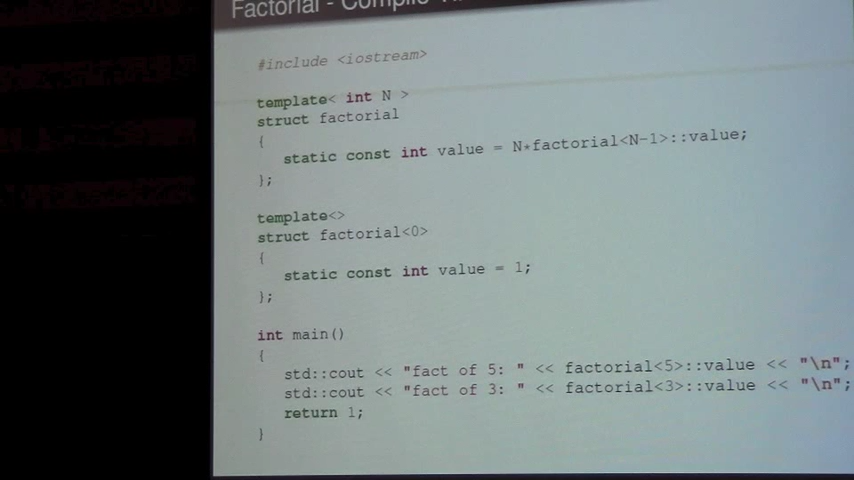 Factorial - Compile
#include <iostream>
template< int N >
struct factorial
{
static const int value = N*factorial<N-1>::value;
};
template<>
struct factorial<0>
{
static const int value = 1;
};
int main()
{
std::cout << "fact of 5: " << factorial<5>::value << "\n";
std::cout << "fact of 3: " << factorial<3>::value << "\n";
return 1;
}